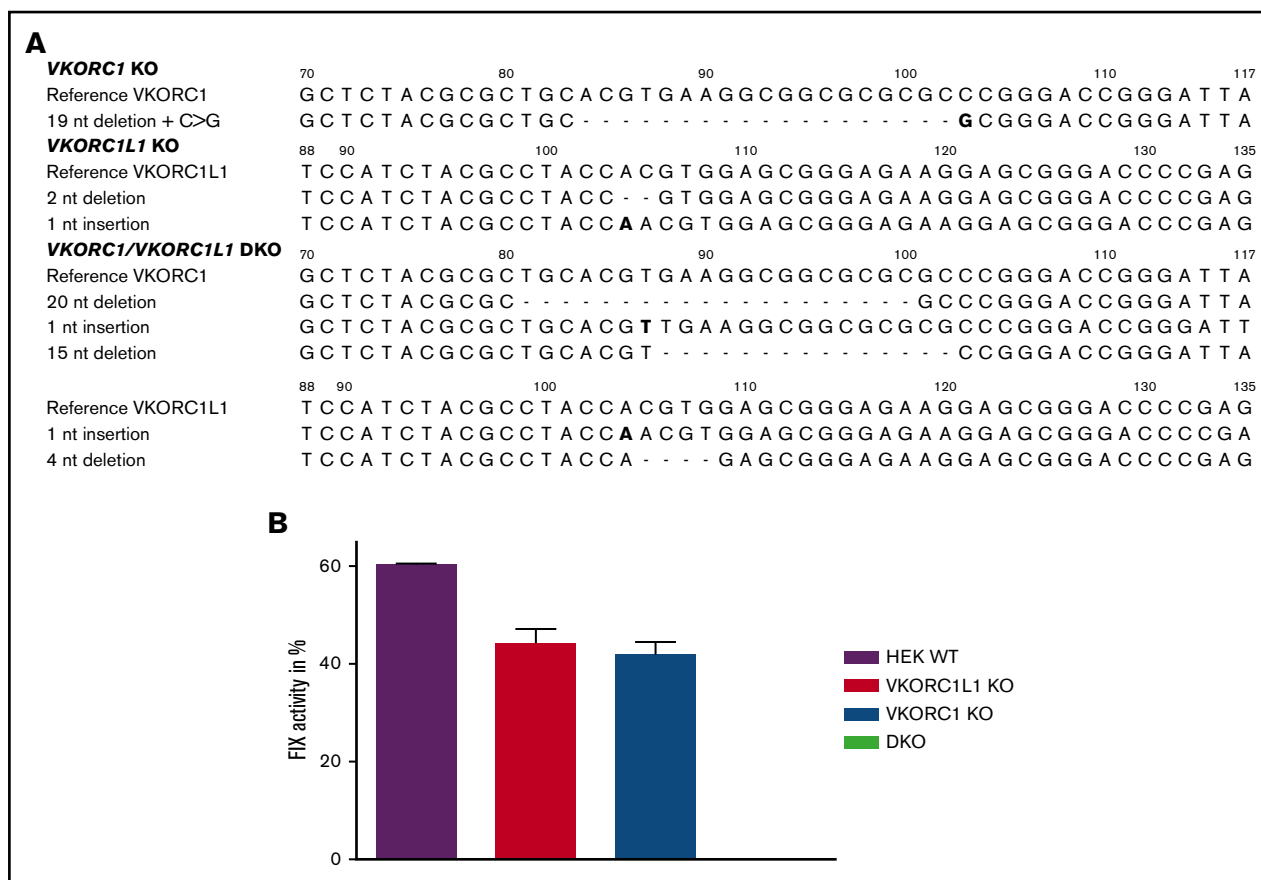 A
VKORC1 KO
70 80 90 100 110 117
Reference VKORC1 G C T C T A C G C G C T G C A C G T G A A G G C G G C G C G C G C C C G G G A C C G G G A T T A
19 nt deletion + C>G G C T C T A C G C G C T G C - - - - - - - - - - - - - - - - - - - G C G G G A C C G G G A T T A
VKORC1L1 KO
88 90 100 110 120 130 135
Reference VKORC1L1 T C C A T C T A C G C C T A C C A C G T G G A G C G G G A G A A G G A G C G G G A C C C C G A G
2 nt deletion T C C A T C T A C G C C T A C C - - G T G G A G C G G G A G A A G G A G C G G G A C C C C G A G
1 nt insertion T C C A T C T A C G C C T A C C A A C G T G G A G C G G G A G A A G G A G C G G G A C C C C G A G
VKORC1/VKORC1L1 DKO
70 80 90 100 110 117
Reference VKORC1 G C T C T A C G C G C T G C A C G T G A A G G C G G C G C G C G C C C G G G A C C G G G A T T A
20 nt deletion G C T C T A C G C G C - - - - - - - - - - - - - - - - - - - - G C C C G G G A C C G G G A T T A
1 nt insertion G C T C T A C G C G C T G C A C G T T G A A G G C G G C G C G C G C C C G G G A C C G G G A T T
15 nt deletion G C T C T A C G C G C T G C A C G T - - - - - - - - - - - - - - - C C G G G A C C G G G A T T A
88 90 100 110 120 130 135
Reference VKORC1L1 T C C A T C T A C G C C T A C C A C G T G G A G C G G G A G A A G G A G C G G G A C C C C G A G
1 nt insertion T C C A T C T A C G C C T A C C A A C G T G G A G C G G G A G A A G G A G C G G G A C C C C G A
4 nt deletion T C C A T C T A C G C C T A C C A - - - - G A G C G G G A G A A G G A G C G G G A C C C C G A G
B
FIX activity in %
60
40
20
0
HEK WT
VKORC1L1 KO
VKORC1 KO
DKO